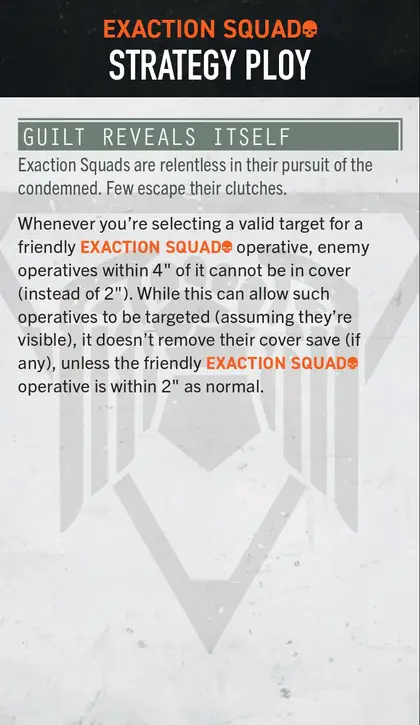 EXACTION SQUAD
STRATEGY PLOY
GUILT REVEALS ITSELF
Exaction Squads are relentless in their pursuit of the
condemned. Few escape their clutches.
Whenever you’re selecting a valid target for a
friendly EXACTION SQUAD operative, enemy
operatives within 4" of it cannot be in cover
(instead of 2"). While this can allow such
operatives to be targeted (assuming they’re
visible), it doesn’t remove their cover save (if
any), unless the friendly EXACTION SQUAD
operative is within 2" as normal.